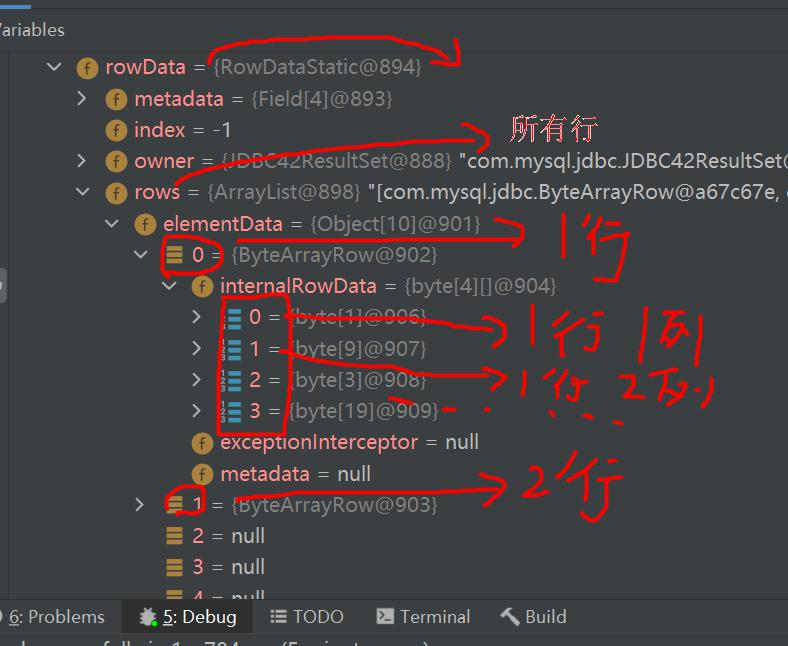 Variables
rowData = {RowDataStatic@894}
metadata = {Field[4]@893}
所有行
index = -1
owner = {JDBC42ResultSet@888} "com.mysql.jdbc.JDBC42ResultSet@
rows = {ArrayList@898} "[com.mysql.jdbc.ByteArrayRow@a67c67e,
elementData = {Object[10]@901}
1行
0 = {ByteArrayRow@902}
internalRowData = {byte[4][]@904}
0 = {byte[1]@906}
1行 1列
1 = {byte[9]@907}
2 = {byte[3]@908}
1行 2列
3 = {byte[19]@909}
exceptionInterceptor = null
metadata = null
2行
1 = {ByteArrayRow@903}
2 = null
3 = null
4 = null
6: Problems 5: Debug TODO Terminal Build